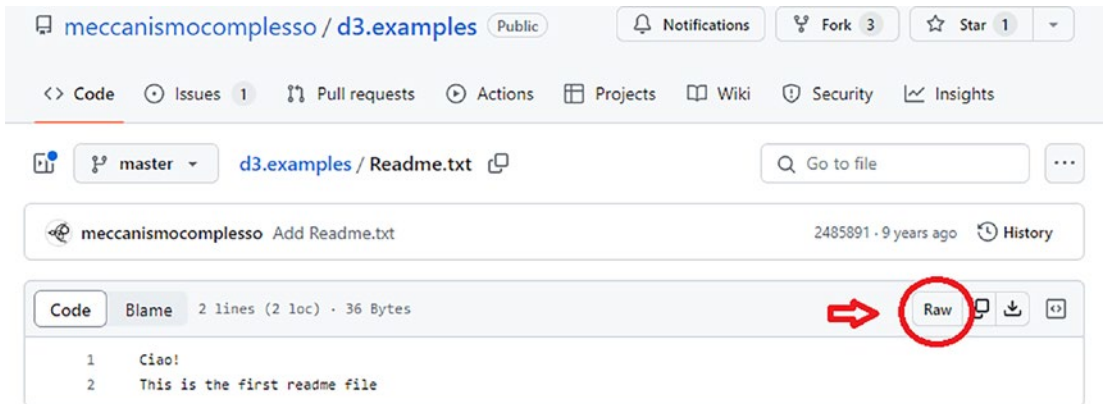 meccanismocomplesso / d3.examples Public Notifications Fork 3 Star 1
Code Issues 1 Pull requests Actions Projects Wiki Security Insights
master d3.examples / Readme.txt Go to file ...
meccanismocomplesso Add Readme.txt 2485891 · 9 years ago History
Code Blame 2 lines (2 loc) · 36 Bytes Raw
1 Ciao!
2 This is the first readme file